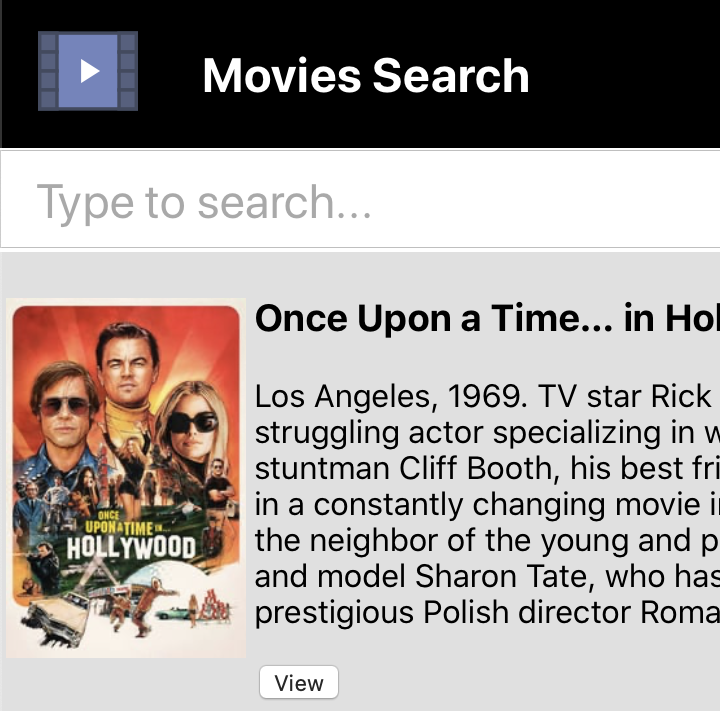 Movies Search
Type to search...
Once Upon a Time... in Hol
Los Angeles, 1969. TV star Rick
struggling actor specializing in w
stuntman Cliff Booth, his best fri
in a constantly changing movie i
the neighbor of the young and p
and model Sharon Tate, who has
prestigious Polish director Roma
ONCE
UPON A TIME IN...
HOLLYWOOD
View